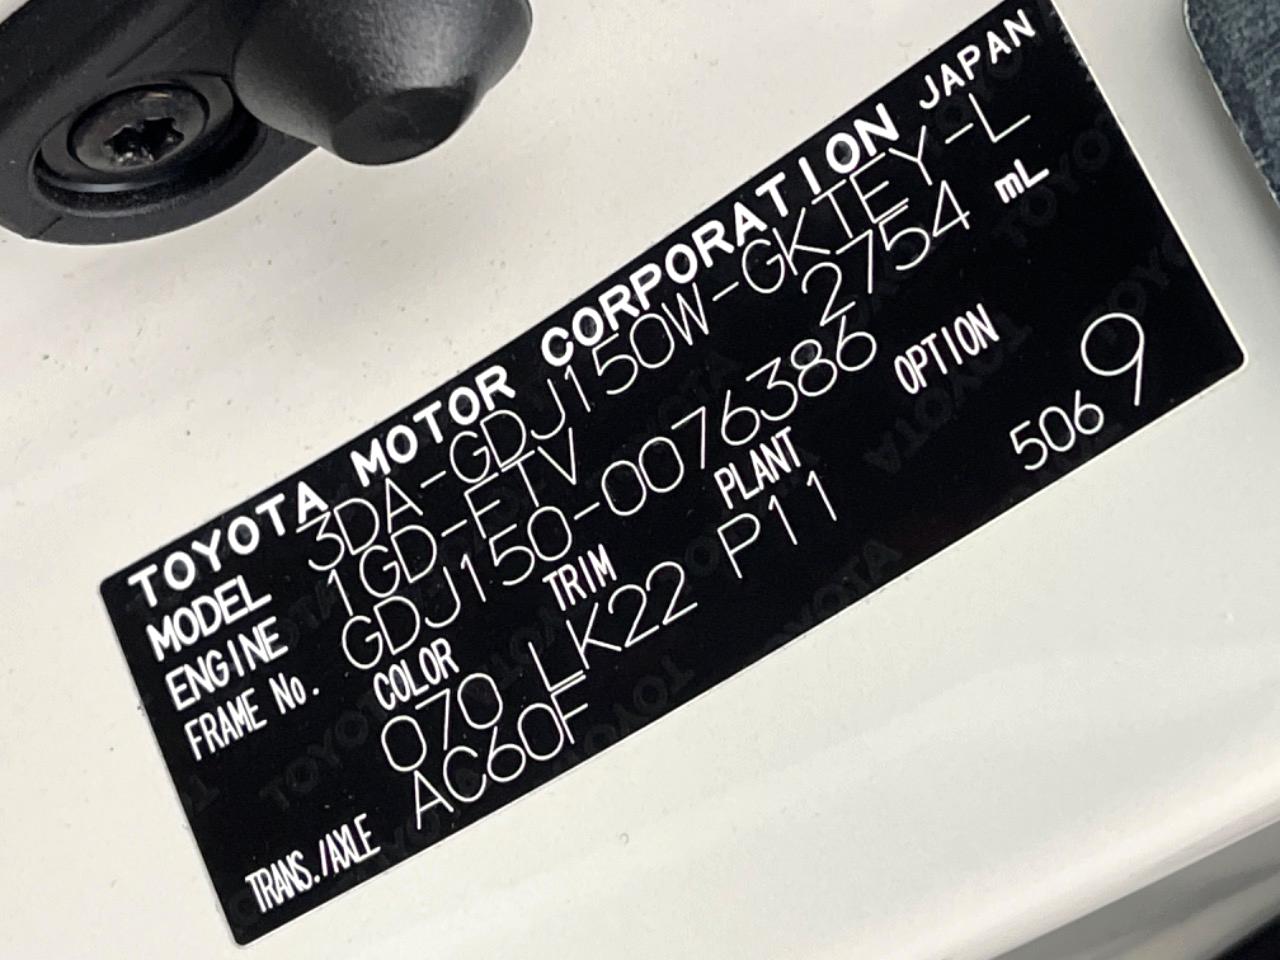 TOYOTA MOTOR CORPORATION JAPAN
MODEL 3DA-GDJ150W-GKTEY-L
ENGINE 1GD-FTV 2754 mL
FRAME No. GDJ150-0076386
COLOR TRIM PLANT OPTION
070 LK22 P11
TRANS./AXLE AC60F 506 9